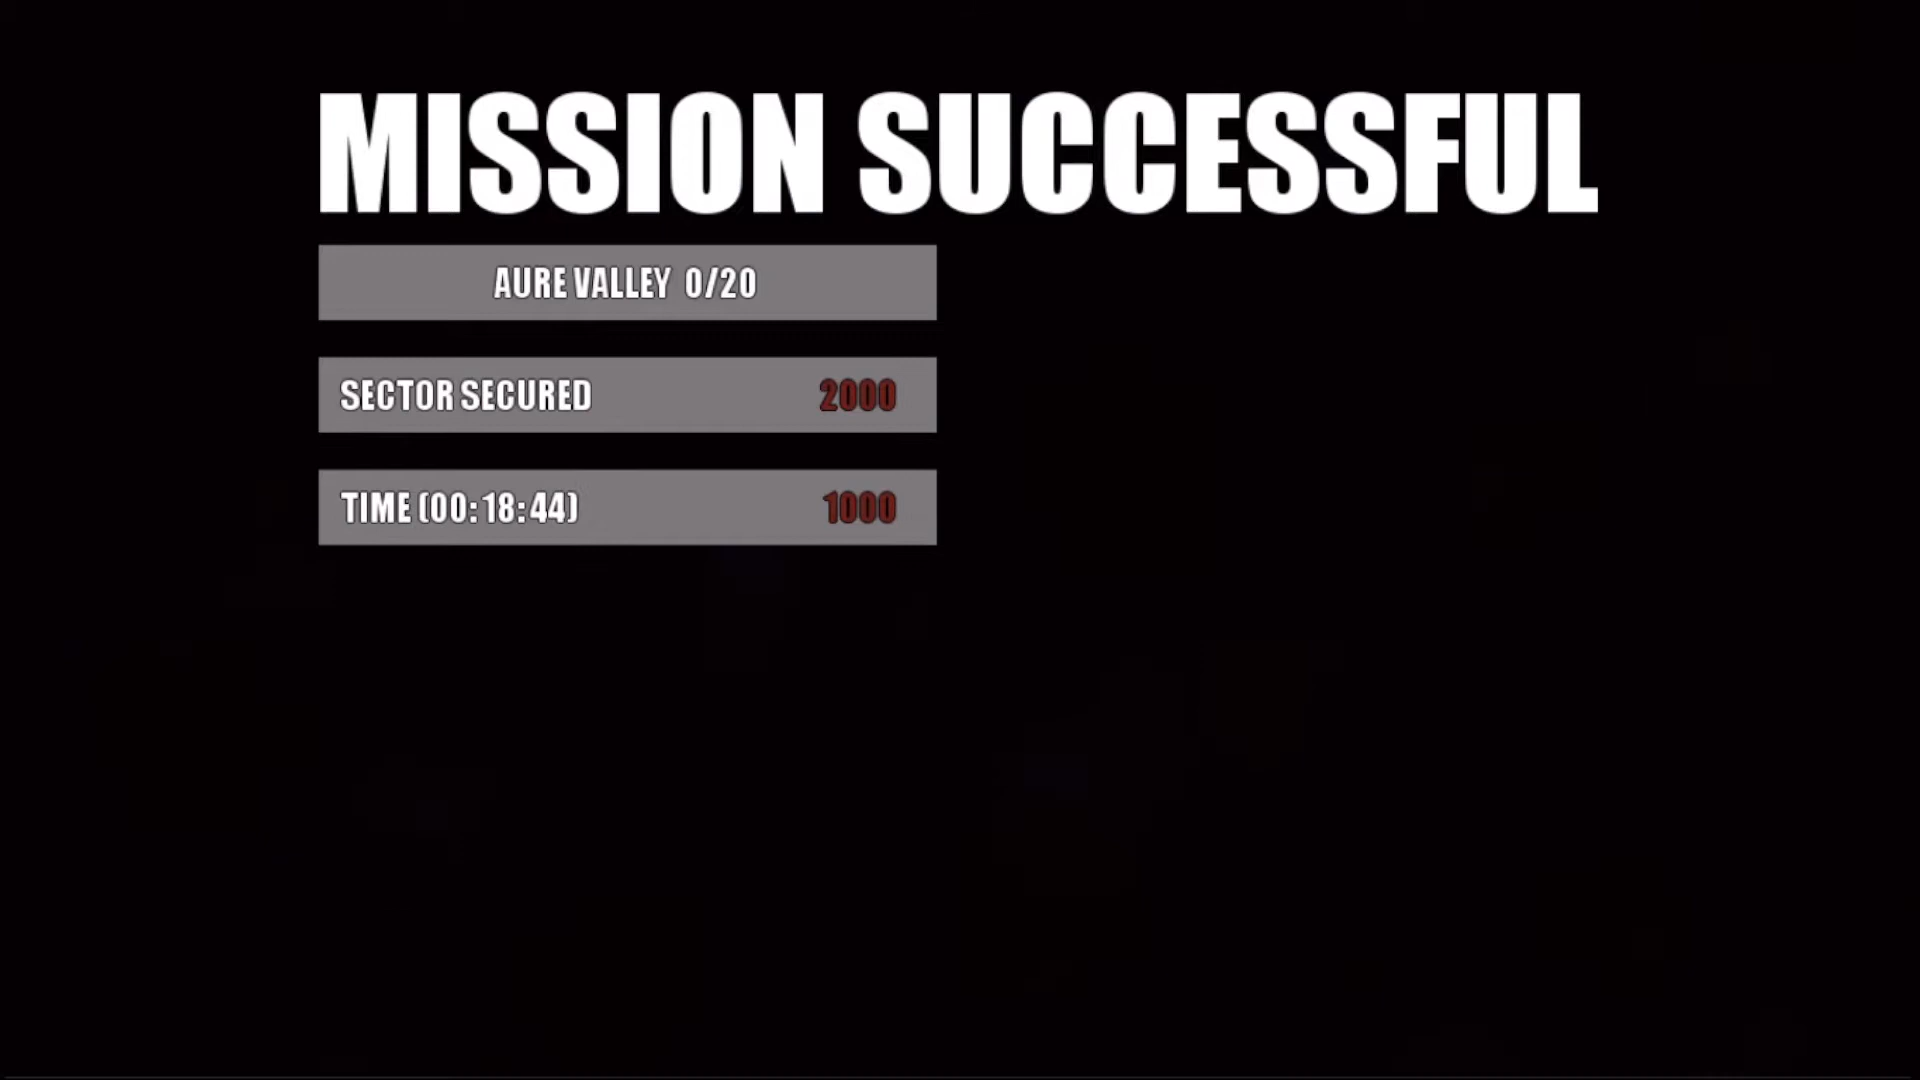 MISSION SUCCESSFUL
AURE VALLEY 0/20
SECTOR SECURED 2000
TIME (00:18:44) 1000